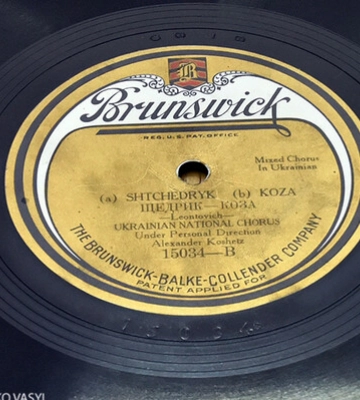 B
Brunswick
REG. U.S. PAT. OFFICE
Mixed Chorus
In Ukrainian
(a) SHTCHEDRYK (b) KOZA
ЩЕДРИК—КОЗА
—Leontovich—
UKRAINIAN NATIONAL CHORUS
Under Personal Direction
Alexander Koshetz
15034—B
THE BRUNSWICK-BALKE-COLLENDER COMPANY
PATENT APPLIED FOR